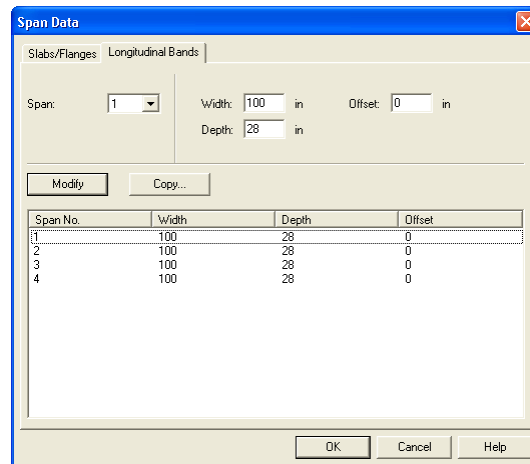 Span Data
Slabs/Flanges Longitudinal Bands
Span: 1 Width: 100 in Offset: 0 in
Depth: 28 in
Modify Copy...
Span No. Width Depth Offset
1 100 28 0
2 100 28 0
3 100 28 0
4 100 28 0
OK Cancel Help